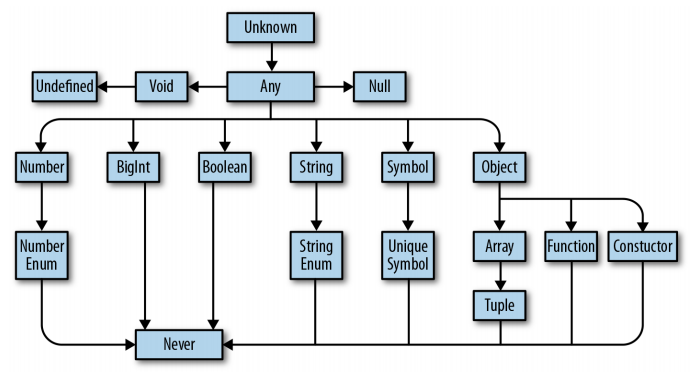 Unknown
Undefined
Void
Any
Null
Number
BigInt
Boolean
String
Symbol
Object
Number
Enum
String
Enum
Unique
Symbol
Array
Function
Constuctor
Tuple
Never